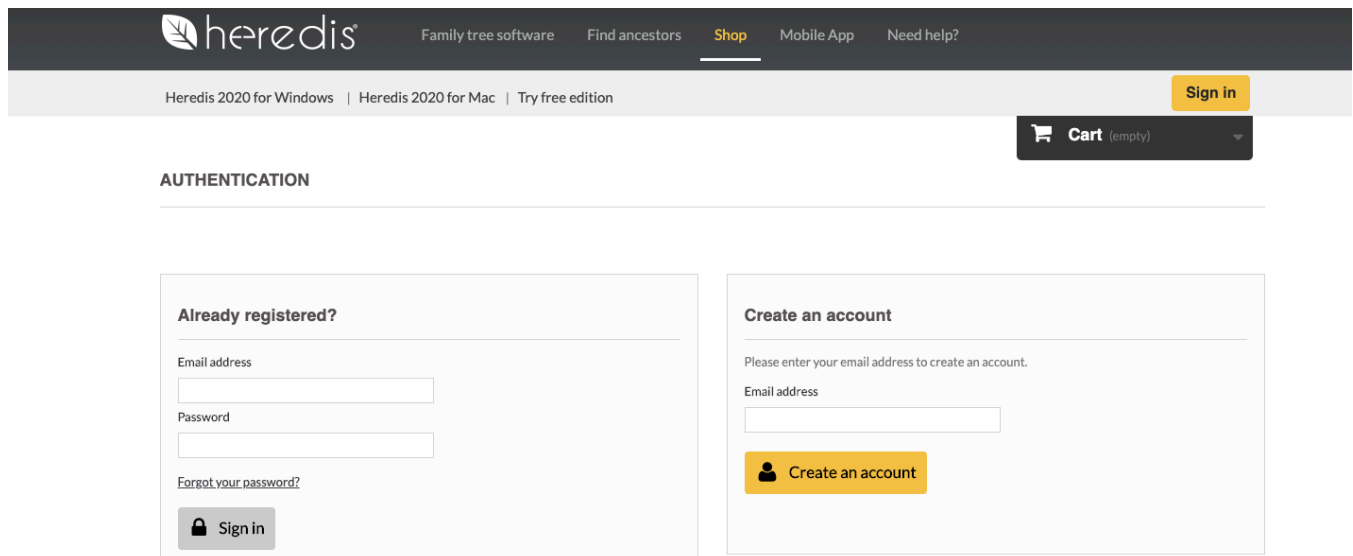 heredis®
Family tree software Find ancestors Shop Mobile App Need help?
Heredis 2020 for Windows | Heredis 2020 for Mac | Try free edition
Sign in
Cart (empty)
AUTHENTICATION
Already registered?
Email address
Password
Forgot your password?
Sign in
Create an account
Please enter your email address to create an account.
Email address
Create an account